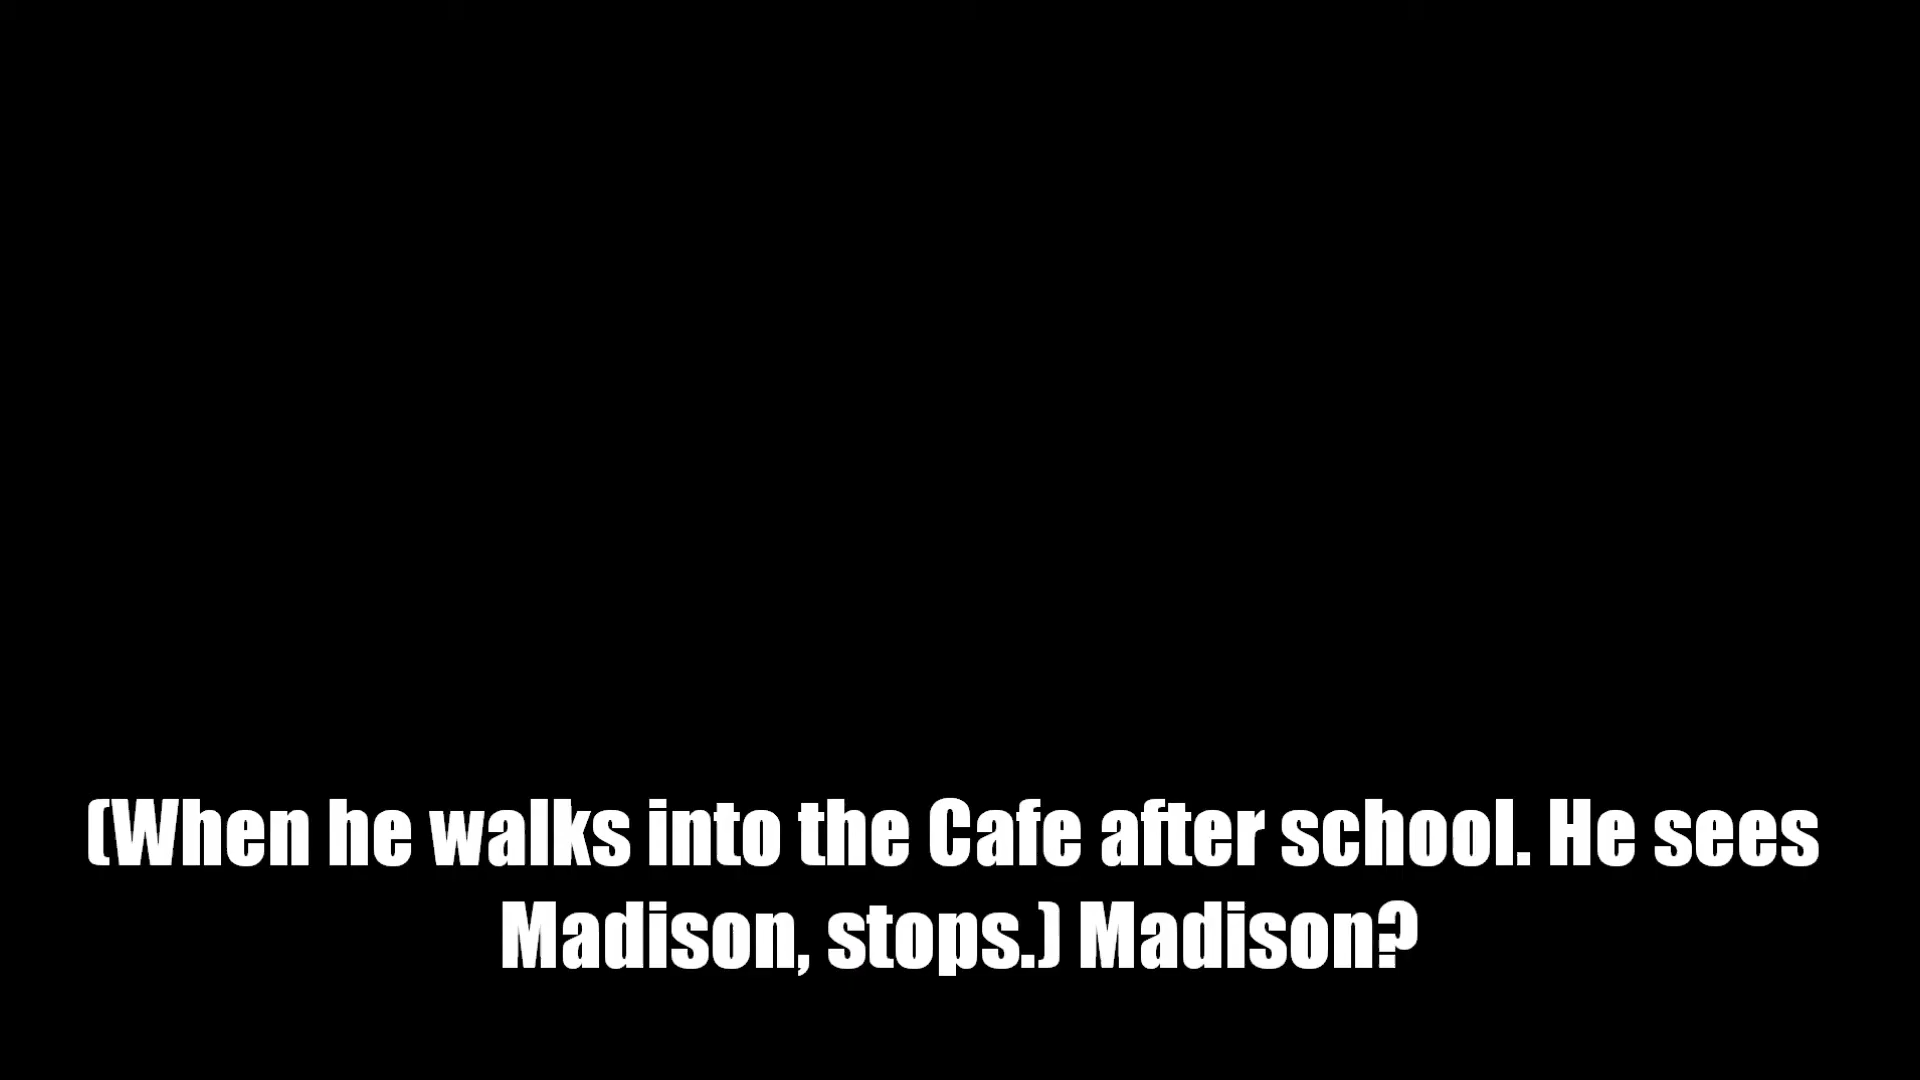 (When he walks into the Cafe after school. He sees
Madison, stops.) Madison?